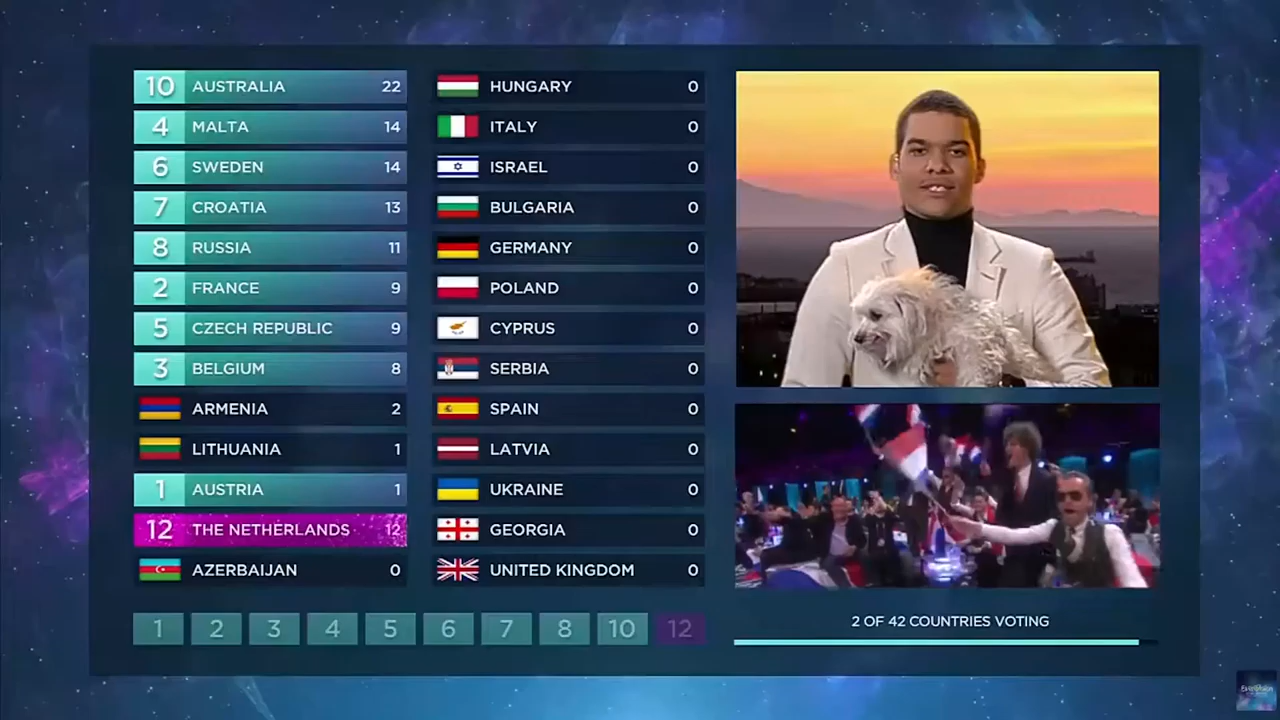 10 AUSTRALIA 22
4 MALTA 14
6 SWEDEN 14
7 CROATIA 13
8 RUSSIA 11
2 FRANCE 9
5 CZECH REPUBLIC 9
3 BELGIUM 8
ARMENIA 2
LITHUANIA 1
1 AUSTRIA 1
12 THE NETHERLANDS 12
AZERBAIJAN 0
HUNGARY 0
ITALY 0
ISRAEL 0
BULGARIA 0
GERMANY 0
POLAND 0
CYPRUS 0
SERBIA 0
SPAIN 0
LATVIA 0
UKRAINE 0
GEORGIA 0
UNITED KINGDOM 0
1 2 3 4 5 6 7 8 10 12
2 OF 42 COUNTRIES VOTING
EUROVISION